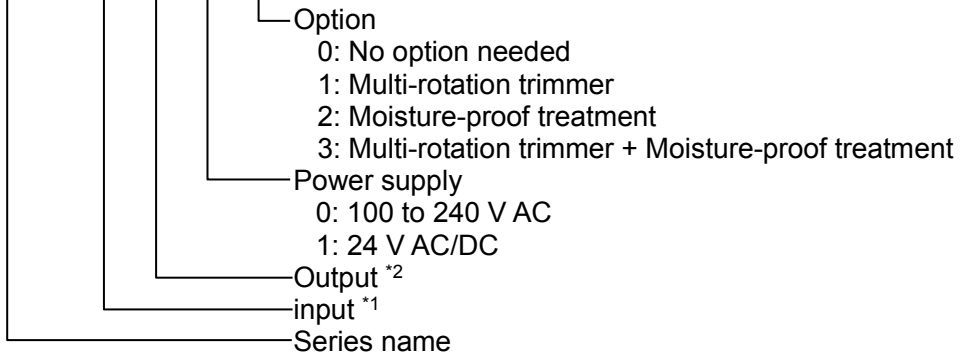 Option
0: No option needed
1: Multi-rotation trimmer
2: Moisture-proof treatment
3: Multi-rotation trimmer + Moisture-proof treatment
Power supply
0: 100 to 240 V AC
1: 24 V AC/DC
Output *2
input *1
Series name